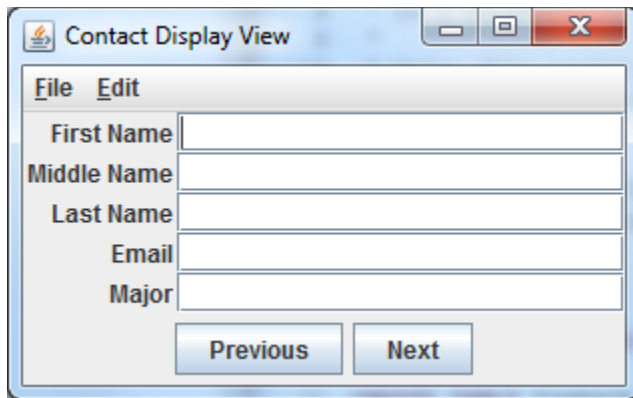 Contact Display View
File Edit
First Name
Middle Name
Last Name
Email
Major
Previous Next